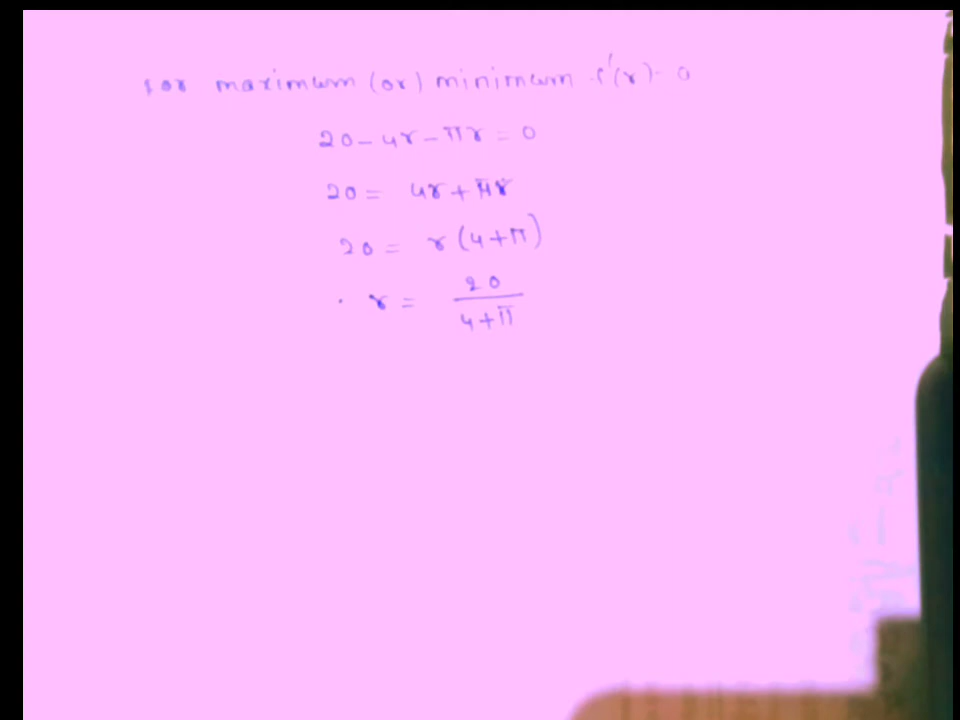 for maximum (or) minimum f'(r) = 0
20 - 4r - πr = 0
20 = 4r + πr
20 = r (4 + π)
r = 20 / 4 + π